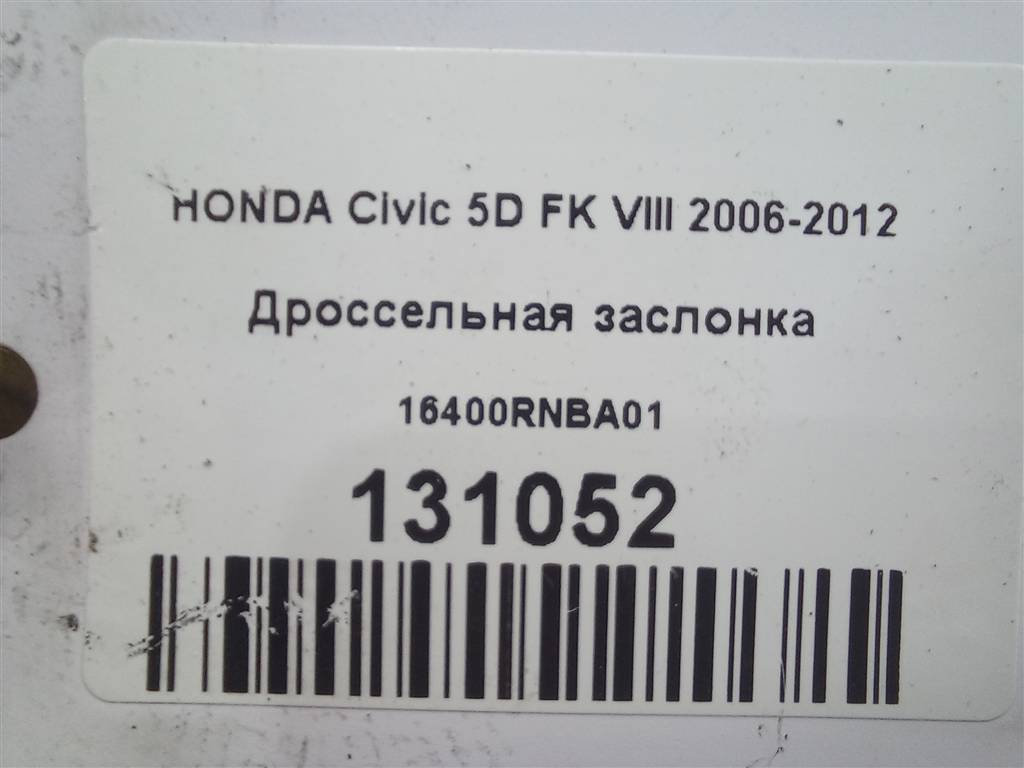 HONDA Civic 5D FK VIII 2006-2012
Дроссельная заслонка
16400RNBA01
131052